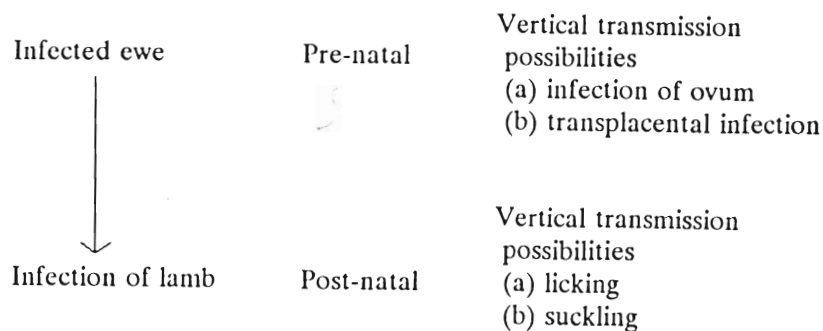 Infected ewe
Pre-natal
Vertical transmission
possibilities
(a) infection of ovum
(b) transplacental infection
Infection of lamb
Post-natal
Vertical transmission
possibilities
(a) licking
(b) suckling